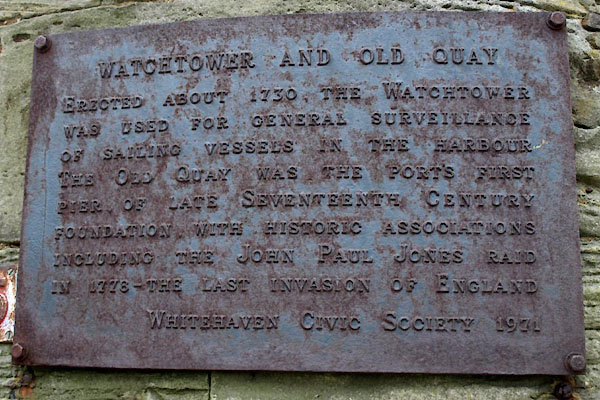 WATCHTOWER AND OLD QUAY
ERECTED ABOUT 1730 THE WATCHTOWER
WAS USED FOR GENERAL SURVEILLANCE
OF SAILING VESSELS IN THE HARBOUR
THE OLD QUAY WAS THE PORTS FIRST
PIER OF LATE SEVENTEENTH CENTURY
FOUNDATION WITH HISTORIC ASSOCIATIONS
INCLUDING THE JOHN PAUL JONES RAID
IN 1778-THE LAST INVASION OF ENGLAND
WHITEHAVEN CIVIC SOCIETY 1971